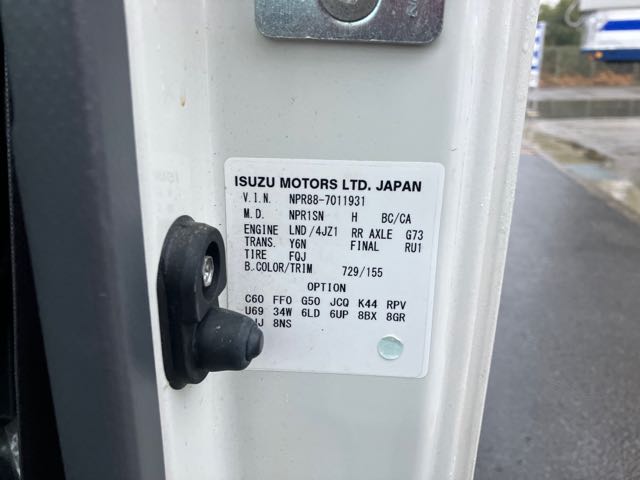 ISUZU MOTORS LTD. JAPAN
V.I.N. NPR88-7011931
M.D. NPR1SN H BC/CA
ENGINE LND/4JZ1 RR AXLE G73
TRANS. Y6N FINAL RU1
TIRE FQJ
B.COLOR/TRIM 729/155
OPTION
C60 FF0 G50 JCQ K44 RPV
U69 34W 6LD 6UP 8BX 8GR
8NS